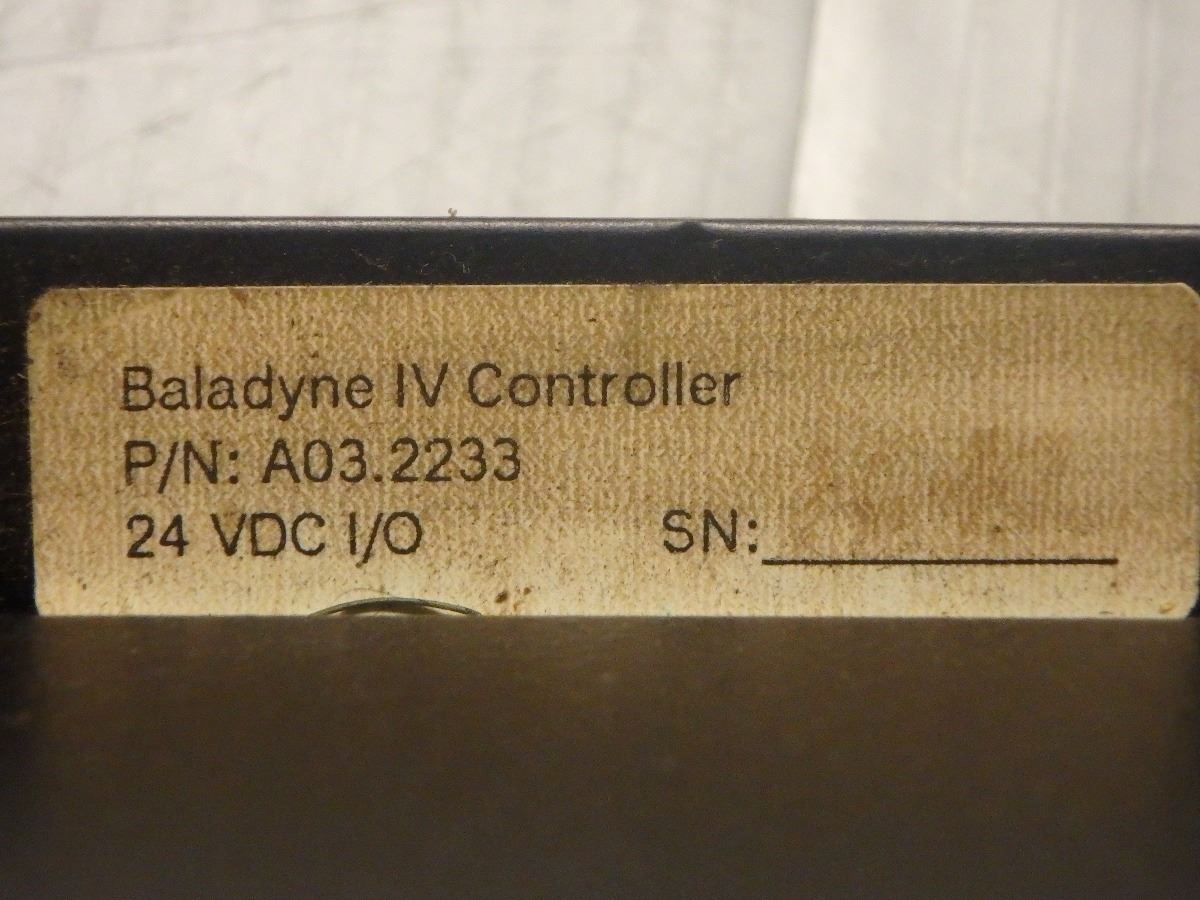 Baladyne IV Controller
P/N: A03.2233
24 VDC I/O SN: